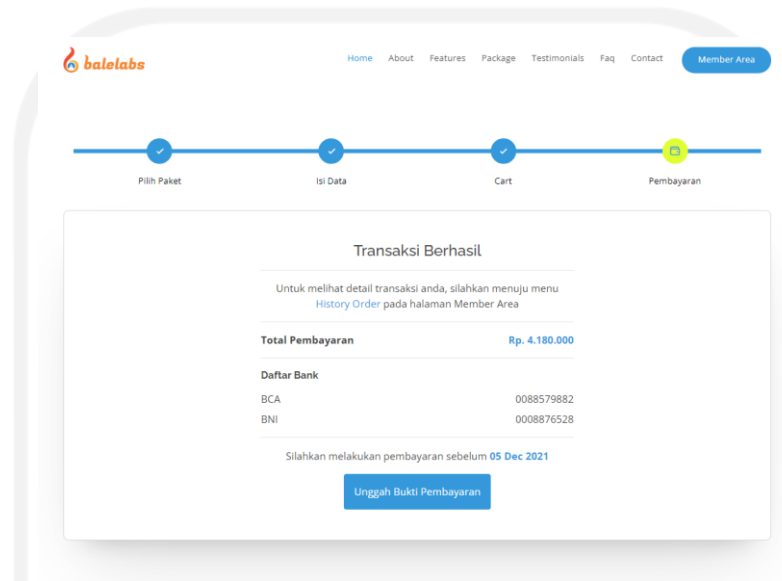 balelabs
Home About Features Package Testimonials Faq Contact Member Area
Pilih Paket Isi Data Cart Pembayaran
Transaksi Berhasil
Untuk melihat detail transaksi anda, silahkan menuju menu
History Order pada halaman Member Area
Total Pembayaran Rp. 4.180.000
Daftar Bank
BCA 0088579882
BNI 0008876528
Silahkan melakukan pembayaran sebelum 05 Dec 2021
Unggah Bukti Pembayaran